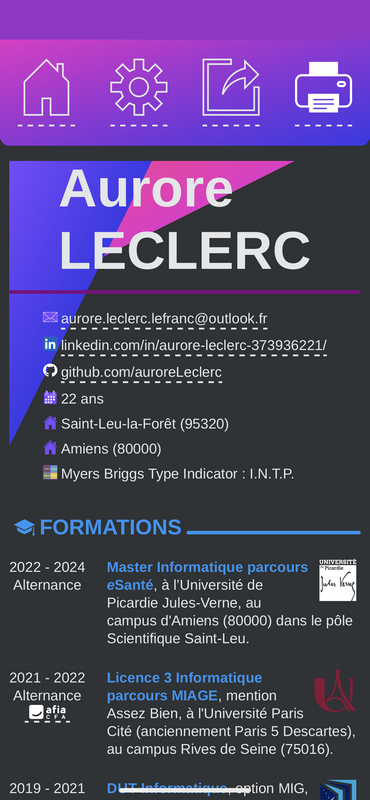 Aurore
LECLERC
aurore.leclerc.lefranc@outlook.fr
linkedin.com/in/aurore-leclerc-373936221/
github.com/auroreLeclerc
22 ans
Saint-Leu-la-Forêt (95320)
Amiens (80000)
Myers Briggs Type Indicator : I.N.T.P.
FORMATIONS
2022 - 2024
Alternance
Master Informatique parcours
eSanté, à l'Université de
Picardie Jules-Verne, au
campus d'Amiens (80000) dans le pôle
Scientifique Saint-Leu.
UNIVERSITÉ
de Picardie
Jules Verne
2021 - 2022
Alternance
afia
CFA
Licence 3 Informatique
parcours MIAGE, mention
Assez Bien, à l'Université Paris
Cité (anciennement Paris 5 Descartes),
au campus Rives de Seine (75016).
2019 - 2021
DUT Informatique, option MIG,